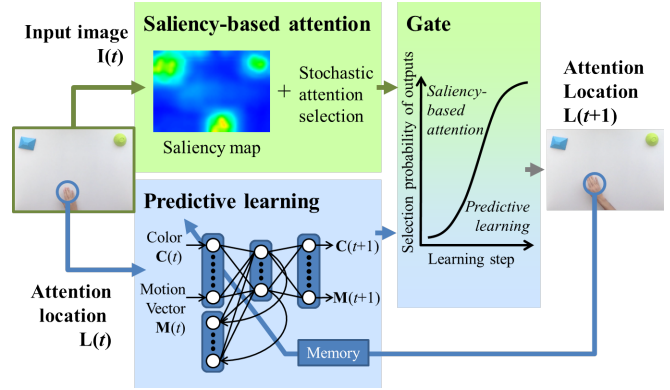 Saliency-based attention
Gate
Input image
I(t)
Stochastic
+ attention
selection
Saliency map
Selection probability of outputs
Saliency-
based
attention
Predictive
learning
Learning step
Attention
Location
L(t+1)
Predictive learning
Color
C(t)
Motion
Vector
M(t)
C(t+1)
M(t+1)
Attention
location
L(t)
Memory